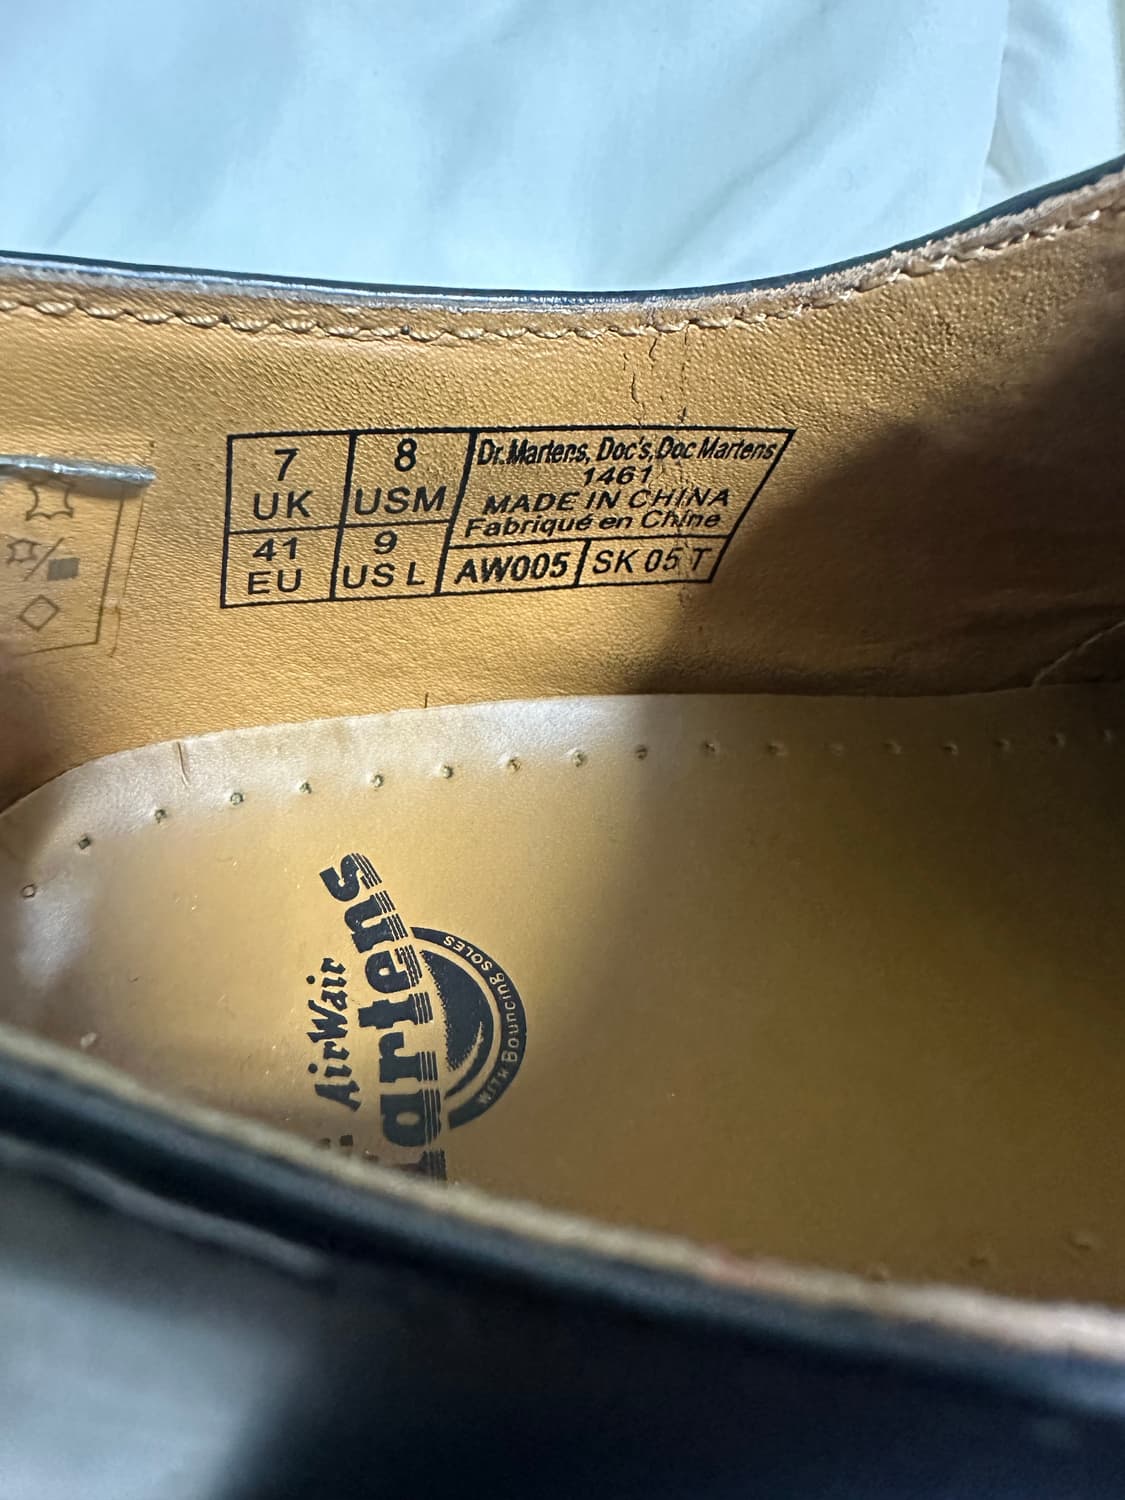 7
UK
8
USM
41
EU
9
US L
Dr.Martens, Doc's, Doc Martens
1461
MADE IN CHINA
Fabriqué en Chine
AW005
SK 05 T
AirWair
artens
WITH Bouncing SOLES